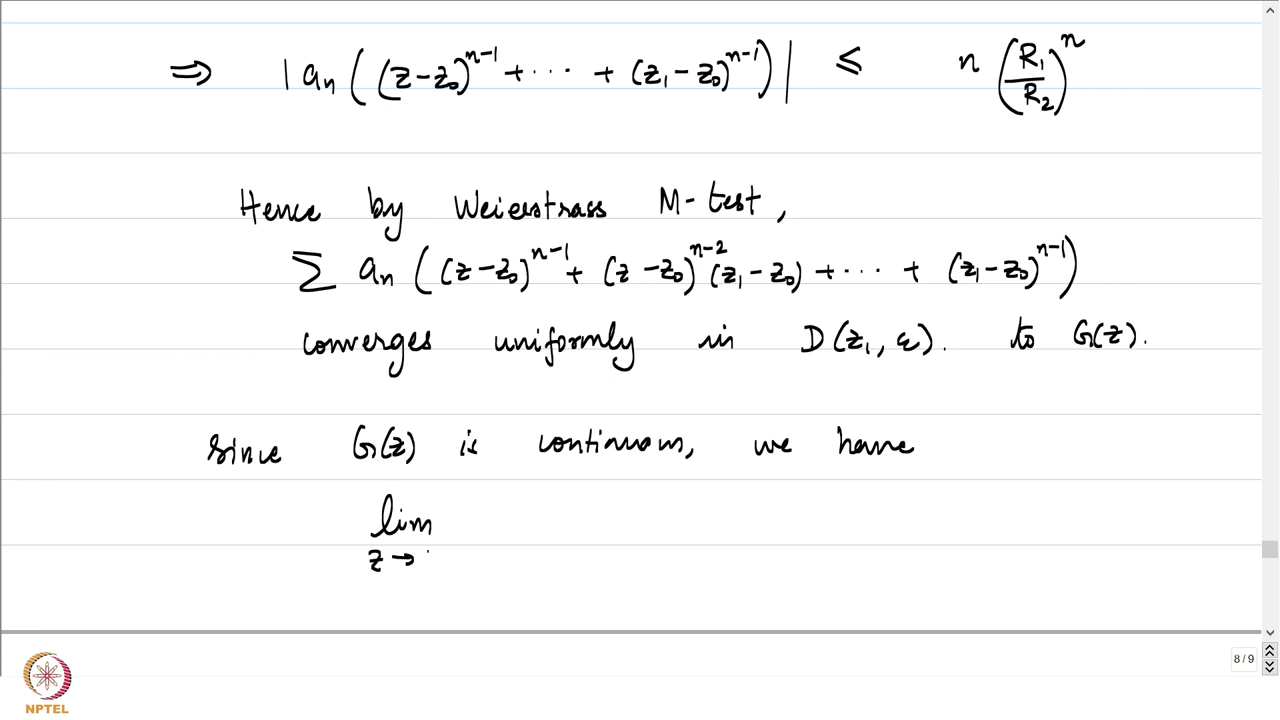 ⇒ | aₙ ( (z−z₀)ⁿ⁻¹ + ⋯ + (z₁−z₀)ⁿ⁻¹ ) | ≤ n (R₁/R₂)ⁿ
Hence by Weierstrass M-test,
∑ aₙ ( (z−z₀)ⁿ⁻¹ + (z−z₀)ⁿ⁻² (z₁−z₀) + ⋯ + (z₁−z₀)ⁿ⁻¹ )
converges uniformly in D(z₁, ε). to G(z).
Since G(z) is continuous, we have
lim
z→
8 / 9
NPTEL